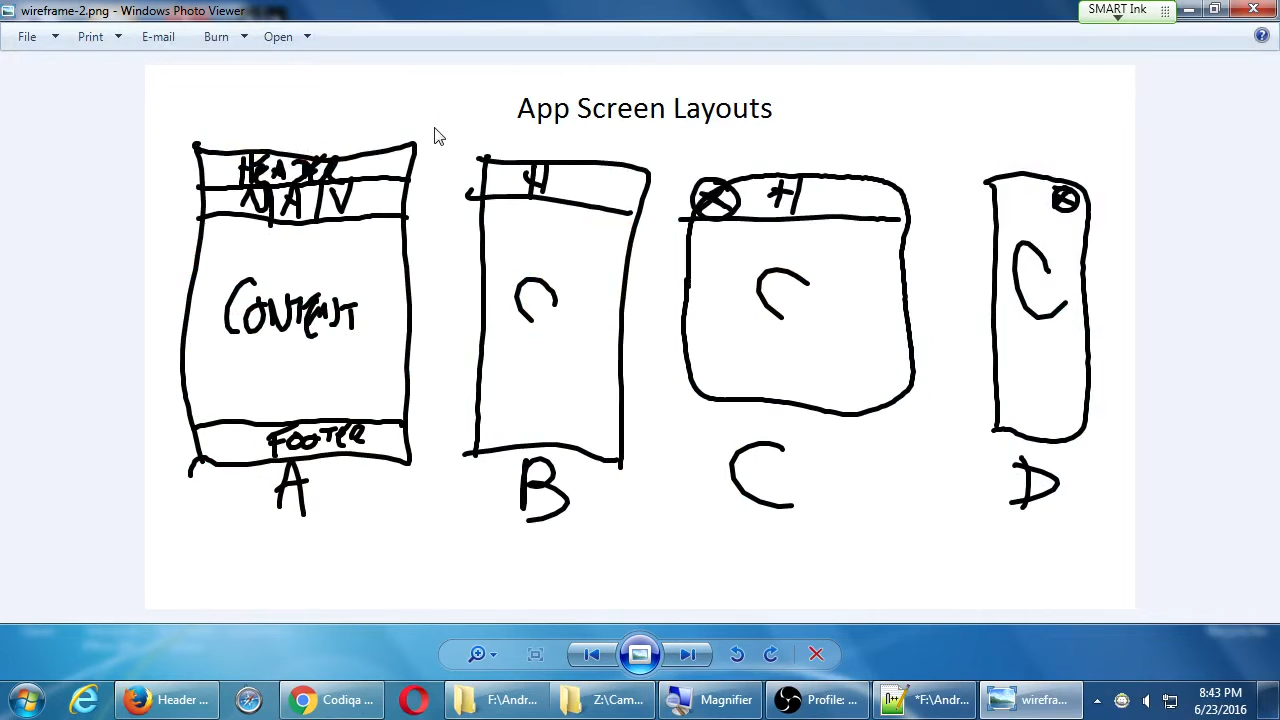 wireframe-2.png - Windows Photo Viewer
SMART Ink
File Print E-mail Burn Open
App Screen Layouts
HEADER
N A V
CONTENT
FOOTER
A
H
C
B
H
C
C
C
D
Header ...
Codiqa ...
F:\Andr...
Z:\Cam...
Magnifier
Profile: ...
*F:\Andr...
wirefra...
8:43 PM
6/23/2016